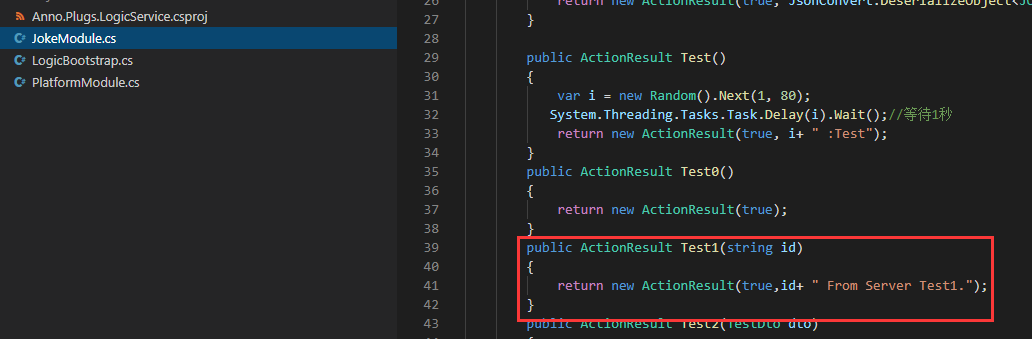 Anno.Plugs.LogicService.csproj
JokeModule.cs
LogicBootstrap.cs
PlatformModule.cs
26 return new ActionResult(true, JsonConvert.DeserializeObject<JO
27 }
28
29 public ActionResult Test()
30 {
31 var i = new Random().Next(1, 80);
32 System.Threading.Tasks.Task.Delay(i).Wait();//等待1秒
33 return new ActionResult(true, i+ " :Test");
34 }
35 public ActionResult Test0()
36 {
37 return new ActionResult(true);
38 }
39 public ActionResult Test1(string id)
40 {
41 return new ActionResult(true,id+ " From Server Test1.");
42 }
43 public ActionResult Test2(TestDto dto)